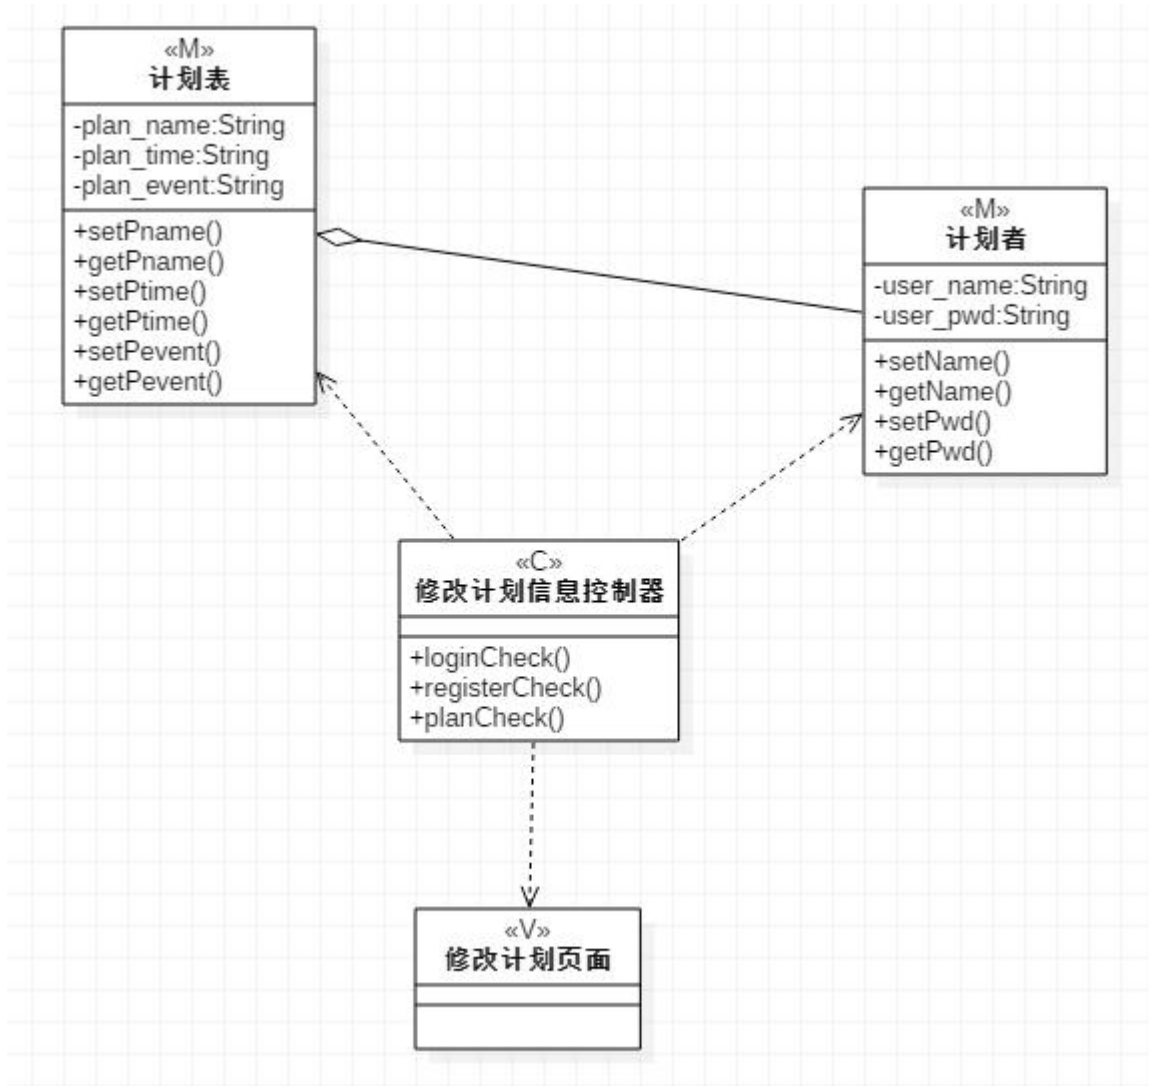 «M»
计划表
-plan_name:String
-plan_time:String
-plan_event:String
+setPname()
+getPname()
+setPtime()
+getPtime()
+setPevent()
+getPevent()
«M»
计划者
-user_name:String
-user_pwd:String
+setName()
+getName()
+setPwd()
+getPwd()
«C»
修改计划信息控制器
+loginCheck()
+registerCheck()
+planCheck()
«V»
修改计划页面